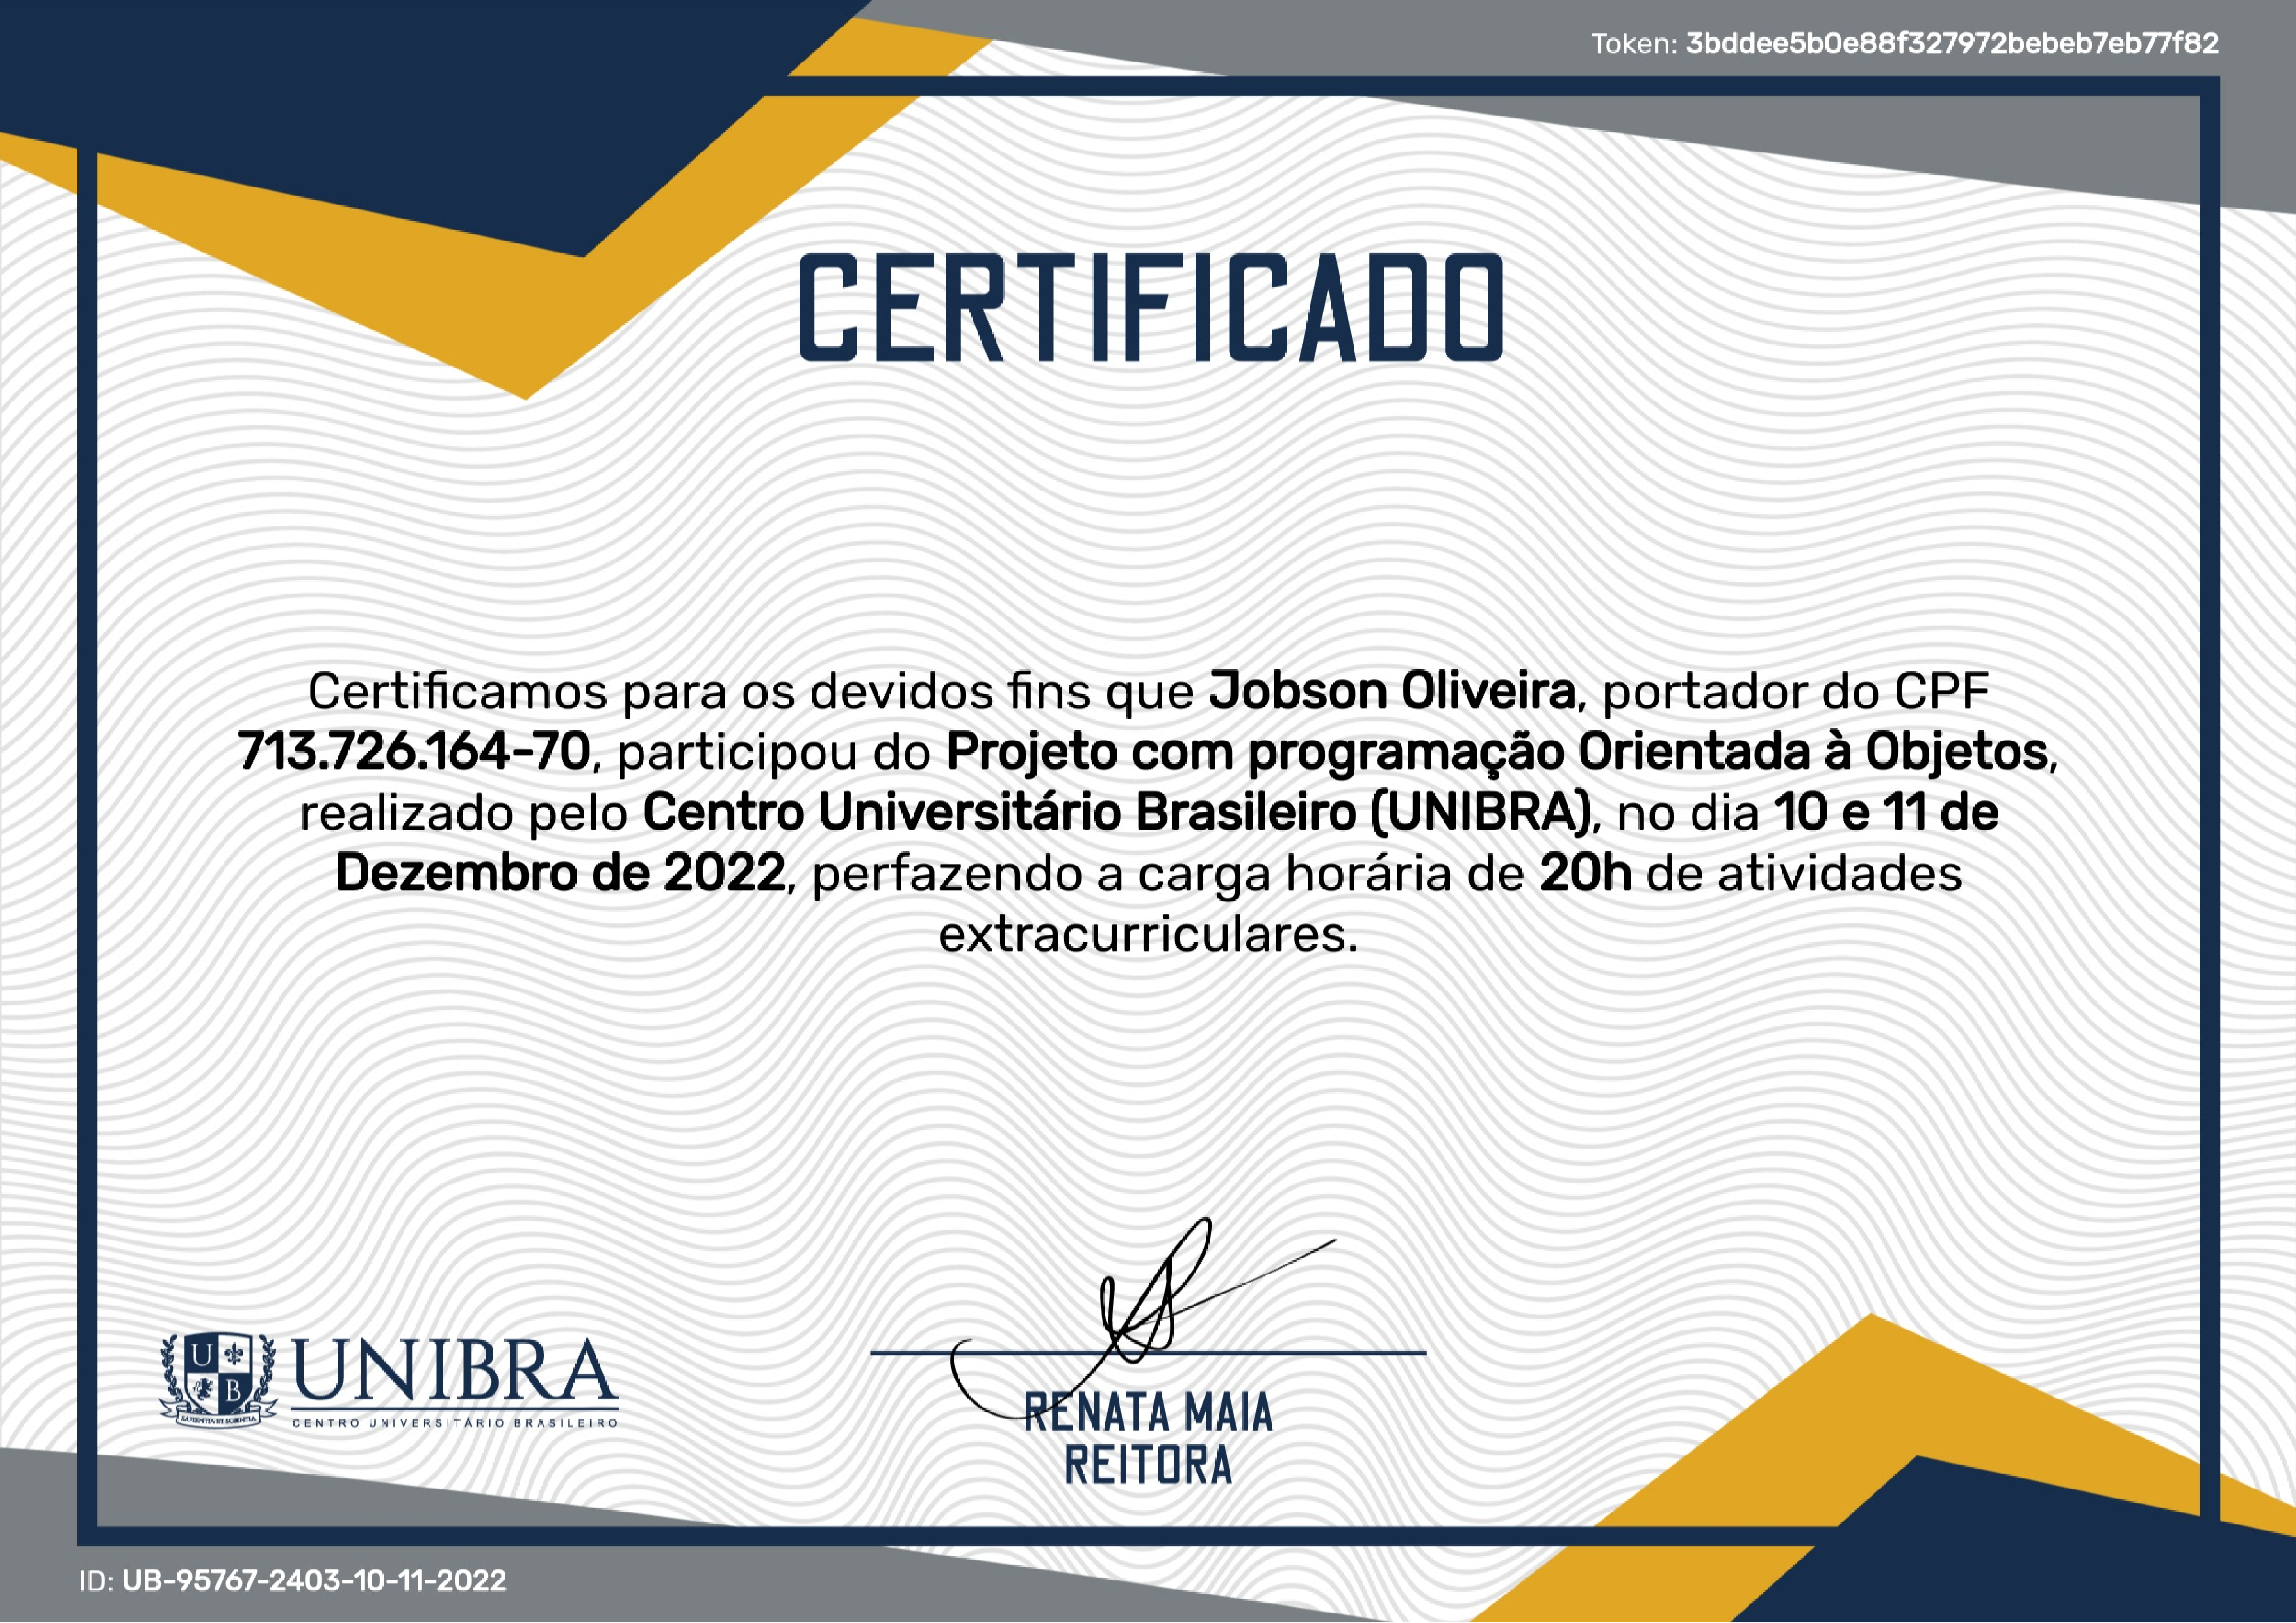 Token: 3bddee5b0e88f327972bebeb7eb77f82
CERTIFICADO
Certificamos para os devidos fins que Jobson Oliveira, portador do CPF
713.726.164-70, participou do Projeto com programação Orientada à Objetos,
realizado pelo Centro Universitário Brasileiro (UNIBRA), no dia 10 e 11 de
Dezembro de 2022, perfazendo a carga horária de 20h de atividades
extracurriculares.
U
B
SAPIENTIA ET SCIENTIA
UNIBRA
CENTRO UNIVERSITÁRIO BRASILEIRO
RENATA MAIA
REITORA
ID: UB-95767-2403-10-11-2022